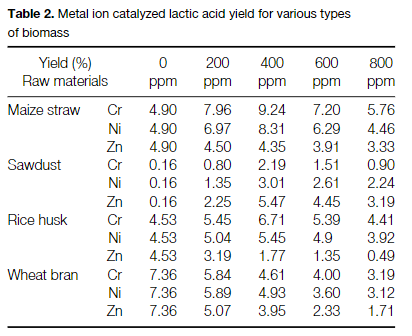 Table 2. Metal ion catalyzed lactic acid yield for various types
of biomass
Yield (%) 0 200 400 600 800
Raw materials ppm ppm ppm ppm ppm
Maize straw Cr 4.90 7.96 9.24 7.20 5.76
Ni 4.90 6.97 8.31 6.29 4.46
Zn 4.90 4.50 4.35 3.91 3.33
Sawdust Cr 0.16 0.80 2.19 1.51 0.90
Ni 0.16 1.35 3.01 2.61 2.24
Zn 0.16 2.25 5.47 4.45 3.19
Rice husk Cr 4.53 5.45 6.71 5.39 4.41
Ni 4.53 5.04 5.45 4.9 3.92
Zn 4.53 3.19 1.77 1.35 0.49
Wheat bran Cr 7.36 5.84 4.61 4.00 3.19
Ni 7.36 5.89 4.93 3.60 3.12
Zn 7.36 5.07 3.95 2.33 1.71